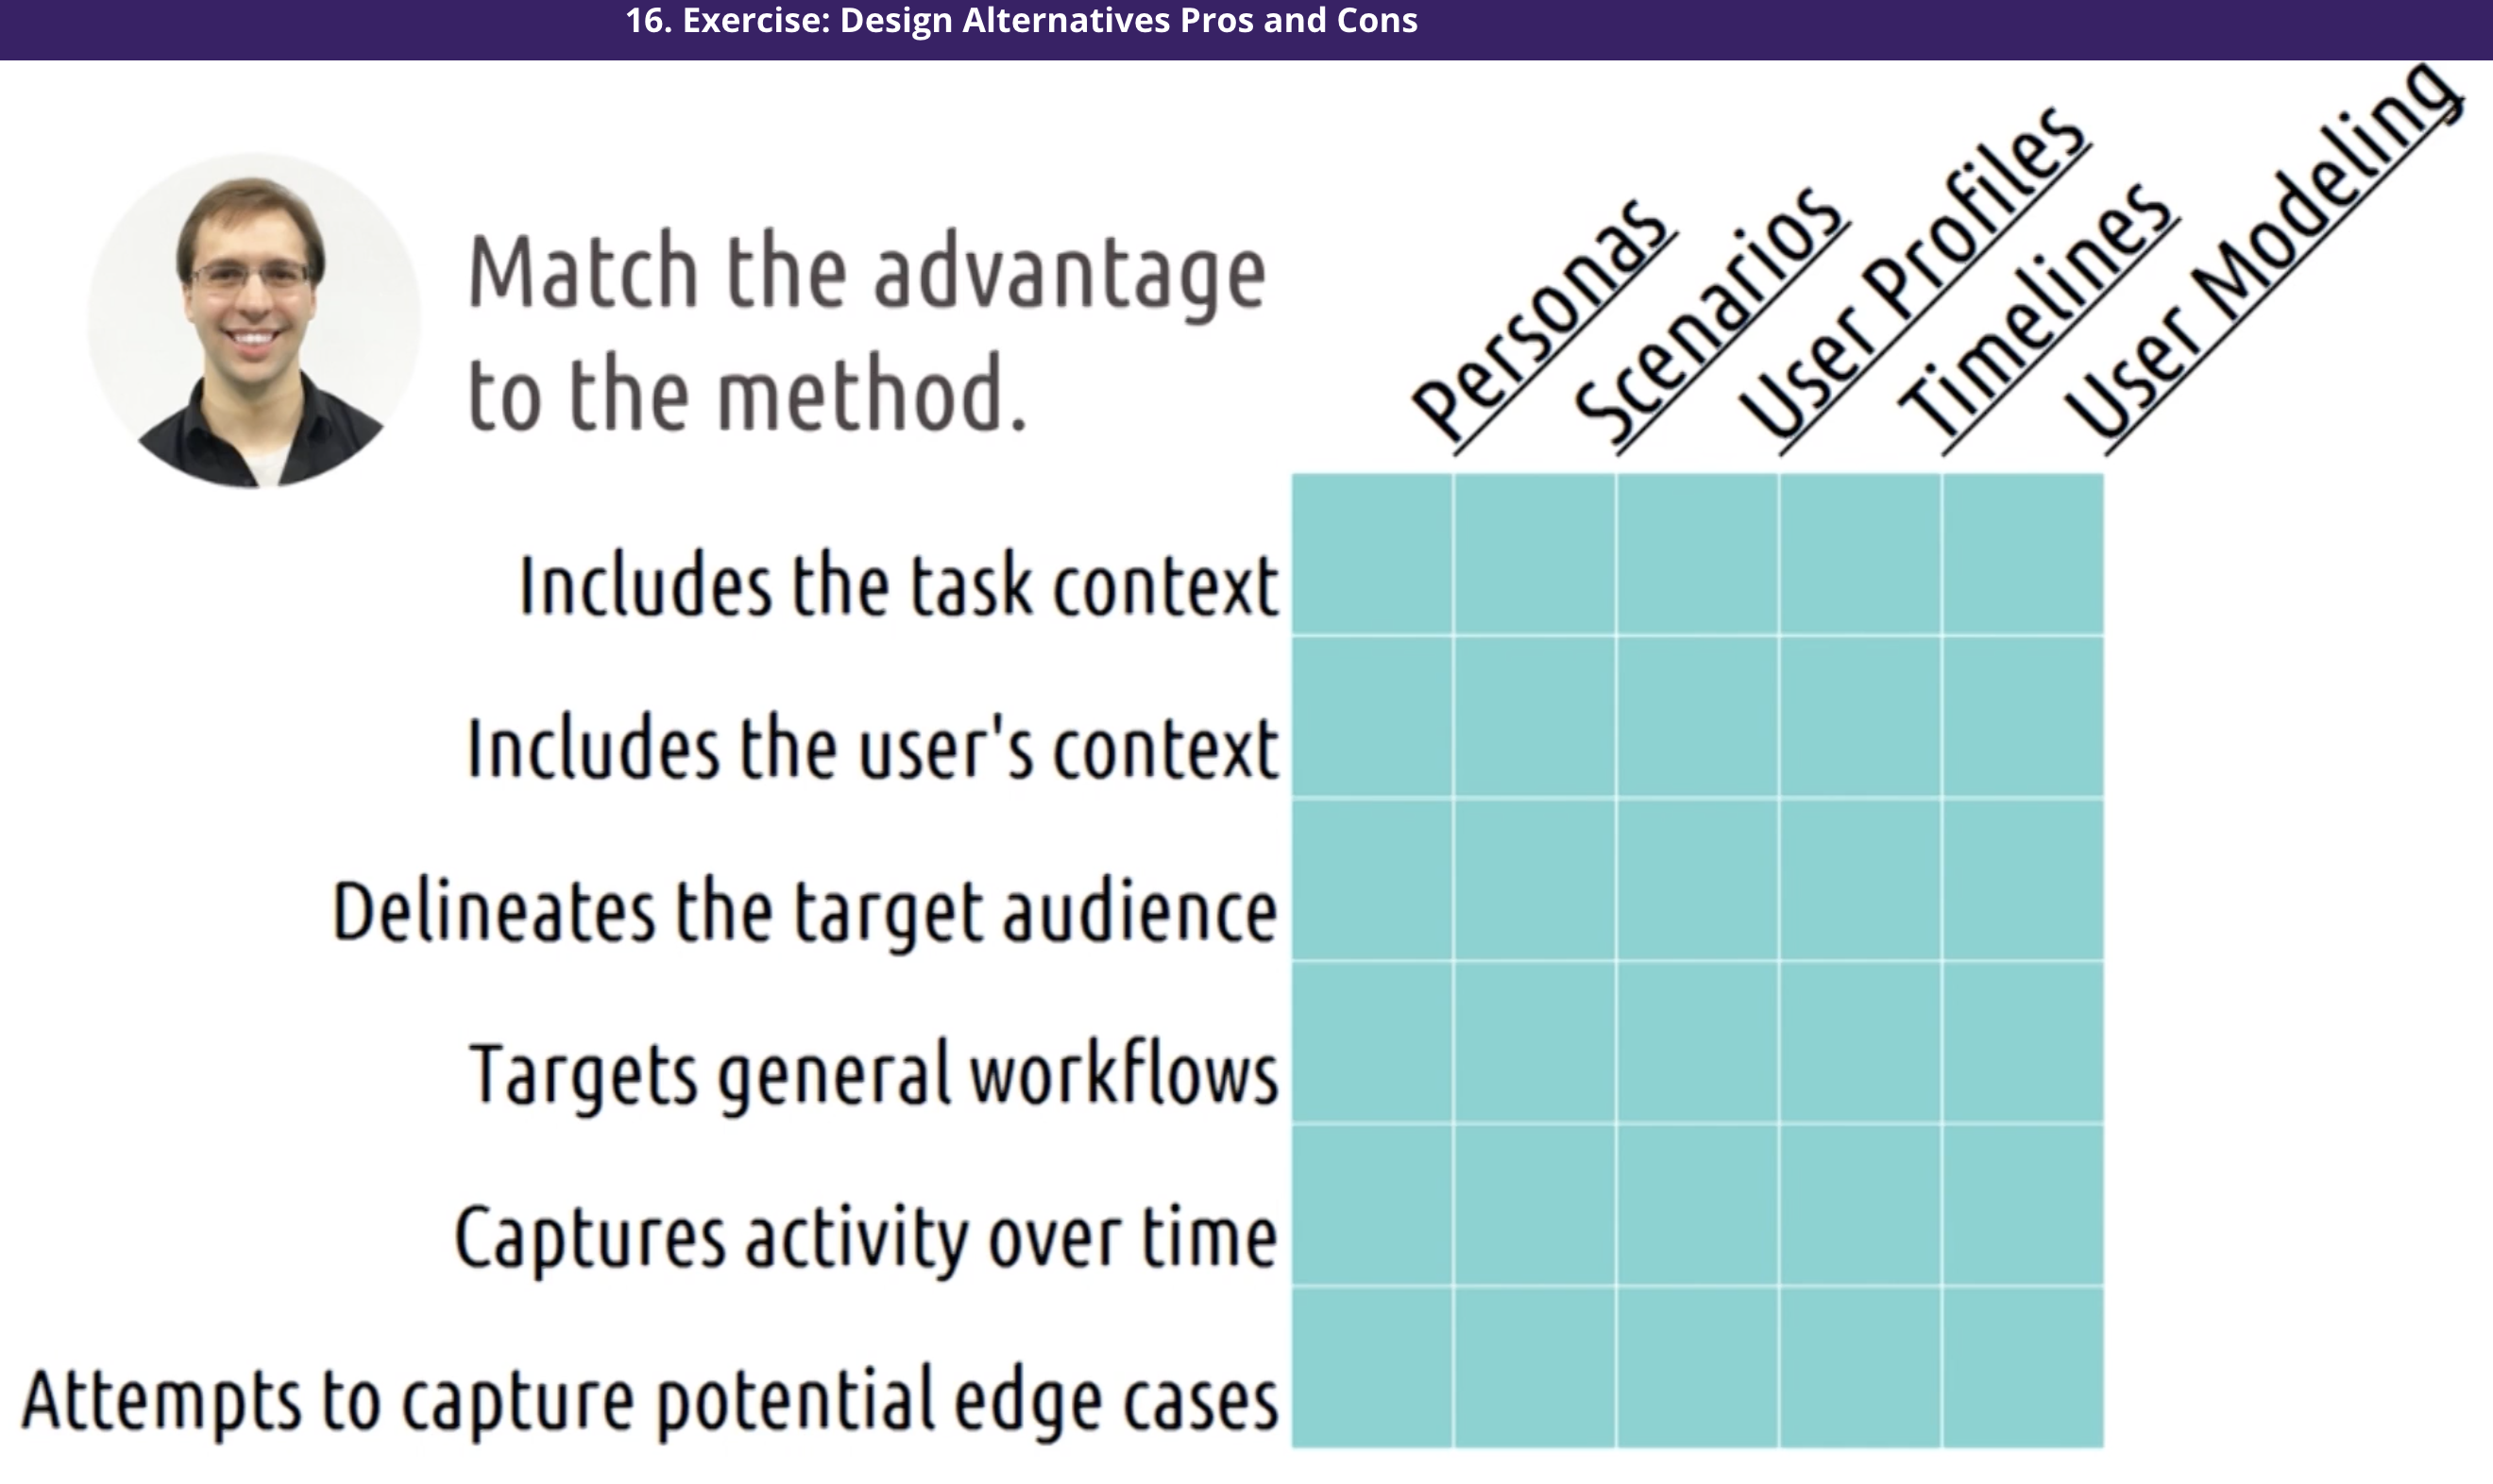 16. Exercise: Design Alternatives Pros and Cons
Match the advantage
to the method.
Personas
Scenarios
User Profiles
Timelines
User Modeling
Includes the task context
Includes the user's context
Delineates the target audience
Targets general workflows
Captures activity over time
Attempts to capture potential edge cases